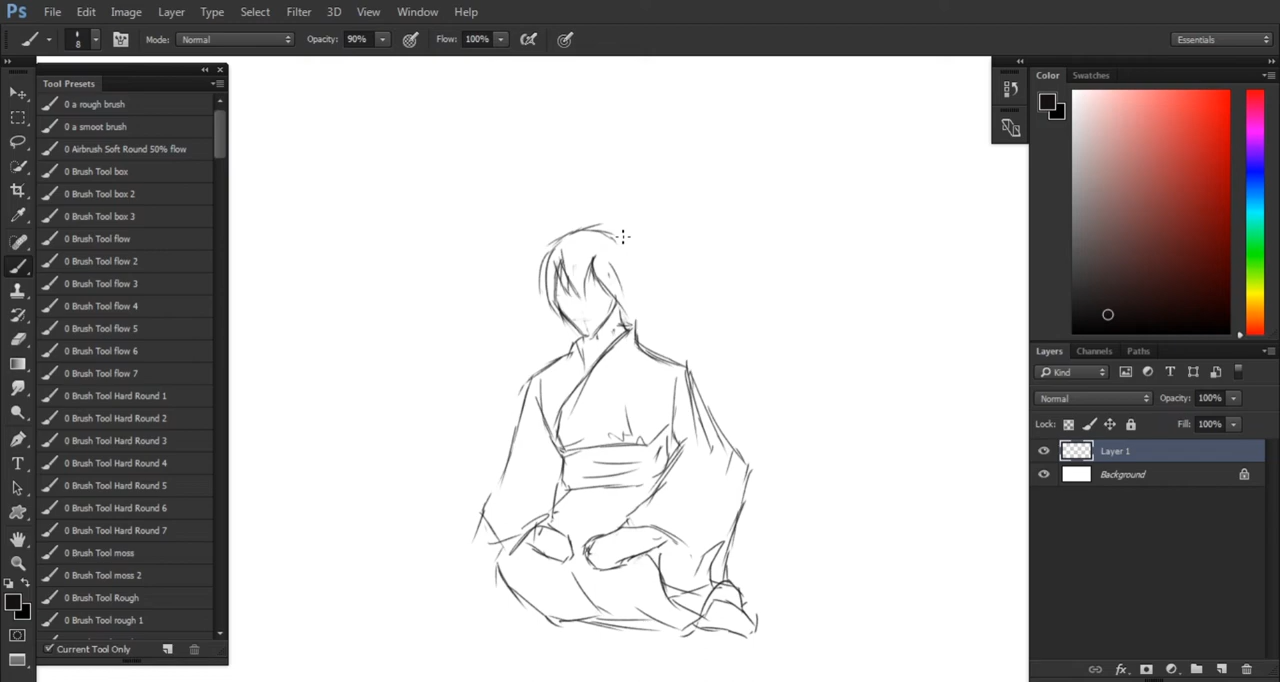 Ps File Edit Image Layer Type Select Filter 3D View Window Help
8 Mode: Normal Opacity: 90% Flow: 100% Essentials
Tool Presets
0 a rough brush
0 a smoot brush
0 Airbrush Soft Round 50% flow
0 Brush Tool box
0 Brush Tool box 2
0 Brush Tool box 3
0 Brush Tool flow
0 Brush Tool flow 2
0 Brush Tool flow 3
0 Brush Tool flow 4
0 Brush Tool flow 5
0 Brush Tool flow 6
0 Brush Tool flow 7
0 Brush Tool Hard Round 1
0 Brush Tool Hard Round 2
0 Brush Tool Hard Round 3
0 Brush Tool Hard Round 4
0 Brush Tool Hard Round 5
0 Brush Tool Hard Round 6
0 Brush Tool Hard Round 7
0 Brush Tool moss
0 Brush Tool moss 2
0 Brush Tool Rough
0 Brush Tool rough 1
Current Tool Only
Color Swatches
Layers Channels Paths
Kind
Normal Opacity: 100%
Lock: Fill: 100%
Layer 1
Background